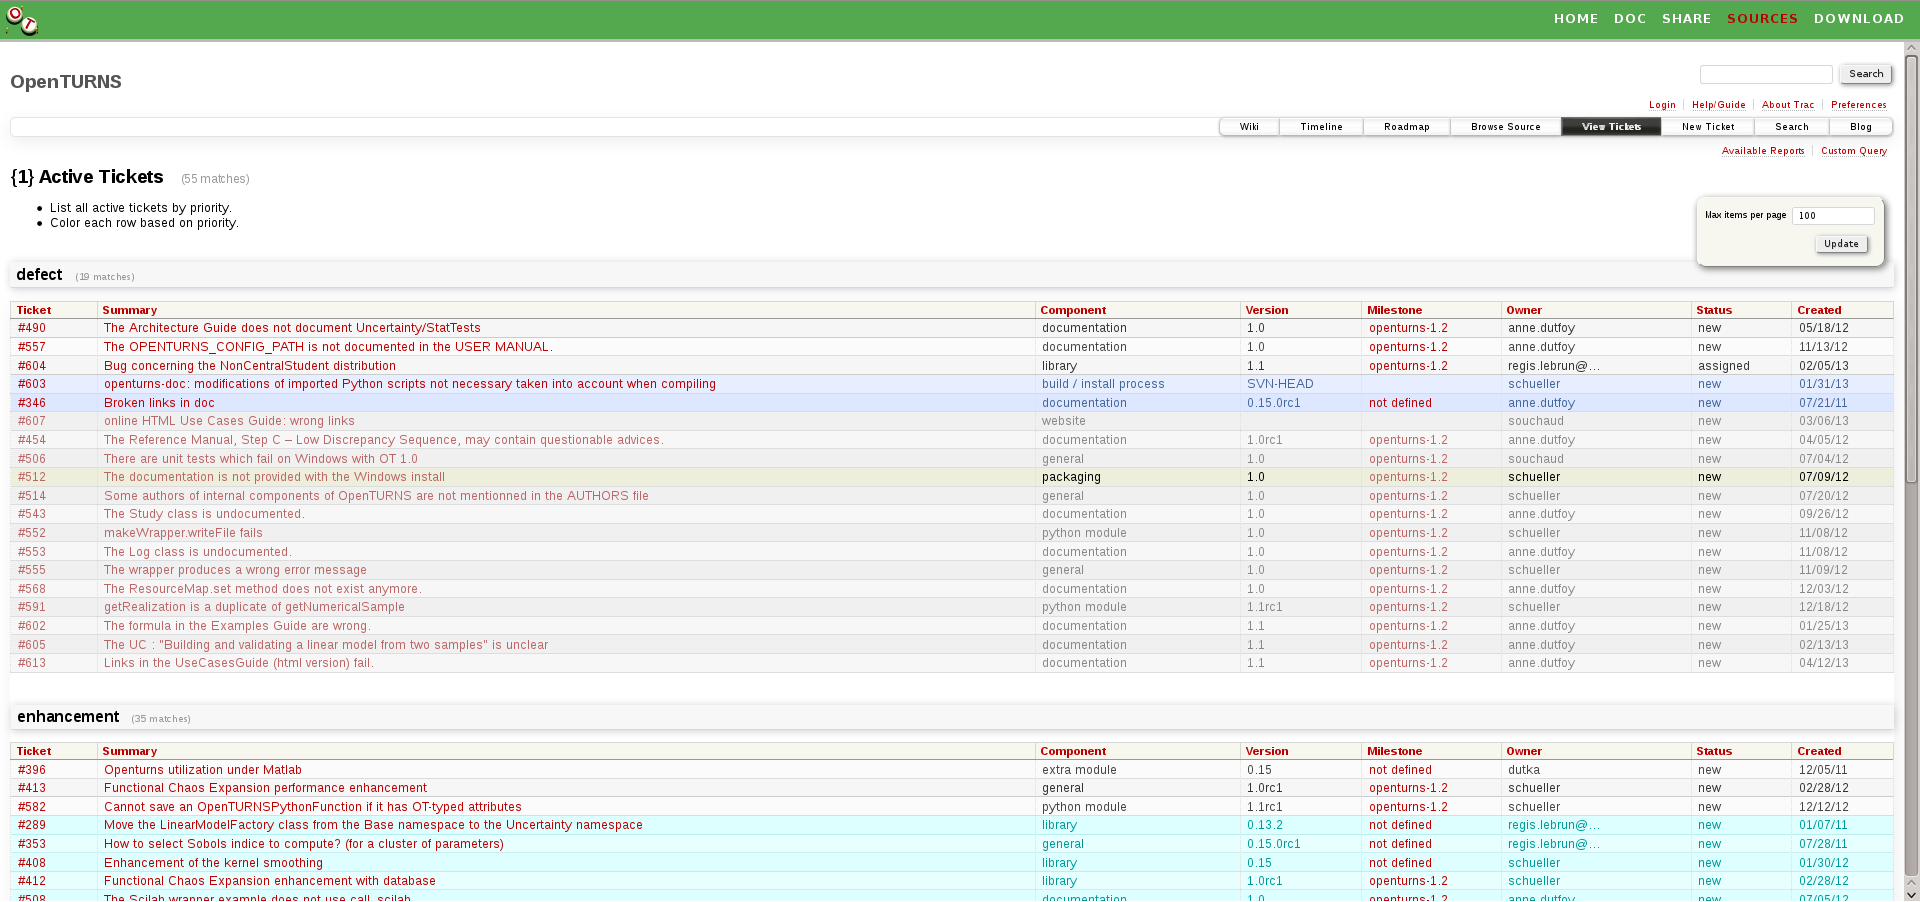 OT
HOME DOC SHARE SOURCES DOWNLOAD
OpenTURNS
Search
Login Help/Guide About Trac Preferences
Wiki Timeline Roadmap Browse Source View Tickets New Ticket Search Blog
Available Reports Custom Query
{1} Active Tickets (55 matches)
List all active tickets by priority.
Color each row based on priority.
Max items per page 100
Update
defect (19 matches)
Ticket Summary Component Version Milestone Owner Status Created
#490 The Architecture Guide does not document Uncertainty/StatTests documentation 1.0 openturns-1.2 anne.dutfoy new 05/18/12
#557 The OPENTURNS_CONFIG_PATH is not documented in the USER MANUAL. documentation 1.0 openturns-1.2 anne.dutfoy new 11/13/12
#604 Bug concerning the NonCentralStudent distribution library 1.1 openturns-1.2 regis.lebrun@… assigned 02/05/13
#603 openturns-doc: modifications of imported Python scripts not necessary taken into account when compiling build / install process SVN-HEAD schueller new 01/31/13
#346 Broken links in doc documentation 0.15.0rc1 not defined anne.dutfoy new 07/21/11
#607 online HTML Use Cases Guide: wrong links website souchaud new 03/06/13
#454 The Reference Manual, Step C – Low Discrepancy Sequence, may contain questionable advices. documentation 1.0rc1 openturns-1.2 anne.dutfoy new 04/05/12
#506 There are unit tests which fail on Windows with OT 1.0 general 1.0 openturns-1.2 souchaud new 07/04/12
#512 The documentation is not provided with the Windows install packaging 1.0 openturns-1.2 schueller new 07/09/12
#514 Some authors of internal components of OpenTURNS are not mentionned in the AUTHORS file general 1.0 openturns-1.2 schueller new 07/20/12
#543 The Study class is undocumented. documentation 1.0 openturns-1.2 anne.dutfoy new 09/26/12
#552 makeWrapper.writeFile fails python module 1.0 openturns-1.2 schueller new 11/08/12
#553 The Log class is undocumented. documentation 1.0 openturns-1.2 anne.dutfoy new 11/08/12
#555 The wrapper produces a wrong error message general 1.0 openturns-1.2 schueller new 11/09/12
#568 The ResourceMap.set method does not exist anymore. documentation 1.0 openturns-1.2 anne.dutfoy new 12/03/12
#591 getRealization is a duplicate of getNumericalSample python module 1.1rc1 openturns-1.2 schueller new 12/18/12
#602 The formula in the Examples Guide are wrong. documentation 1.1 openturns-1.2 anne.dutfoy new 01/25/13
#605 The UC : "Building and validating a linear model from two samples" is unclear documentation 1.1 openturns-1.2 anne.dutfoy new 02/13/13
#613 Links in the UseCasesGuide (html version) fail. documentation 1.1 openturns-1.2 anne.dutfoy new 04/12/13
enhancement (35 matches)
Ticket Summary Component Version Milestone Owner Status Created
#396 Openturns utilization under Matlab extra module 0.15 not defined dutka new 12/05/11
#413 Functional Chaos Expansion performance enhancement general 1.0rc1 openturns-1.2 schueller new 02/28/12
#582 Cannot save an OpenTURNSPythonFunction if it has OT-typed attributes python module 1.1rc1 openturns-1.2 schueller new 12/12/12
#289 Move the LinearModelFactory class from the Base namespace to the Uncertainty namespace library 0.13.2 not defined regis.lebrun@… new 01/07/11
#353 How to select Sobols indice to compute? (for a cluster of parameters) general 0.15.0rc1 not defined regis.lebrun@… new 07/28/11
#408 Enhancement of the kernel smoothing library 0.15 not defined schueller new 01/30/12
#412 Functional Chaos Expansion enhancement with database library 1.0rc1 openturns-1.2 schueller new 02/28/12
#508 The Scilab wrapper example does not use call_scilab documentation 1.0 openturns-1.2 anne.dutfoy new 07/05/12